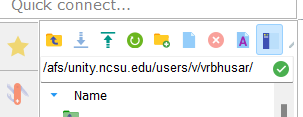 Quick connect...
/afs/unity.ncsu.edu/users/v/vrbhusar/
Name